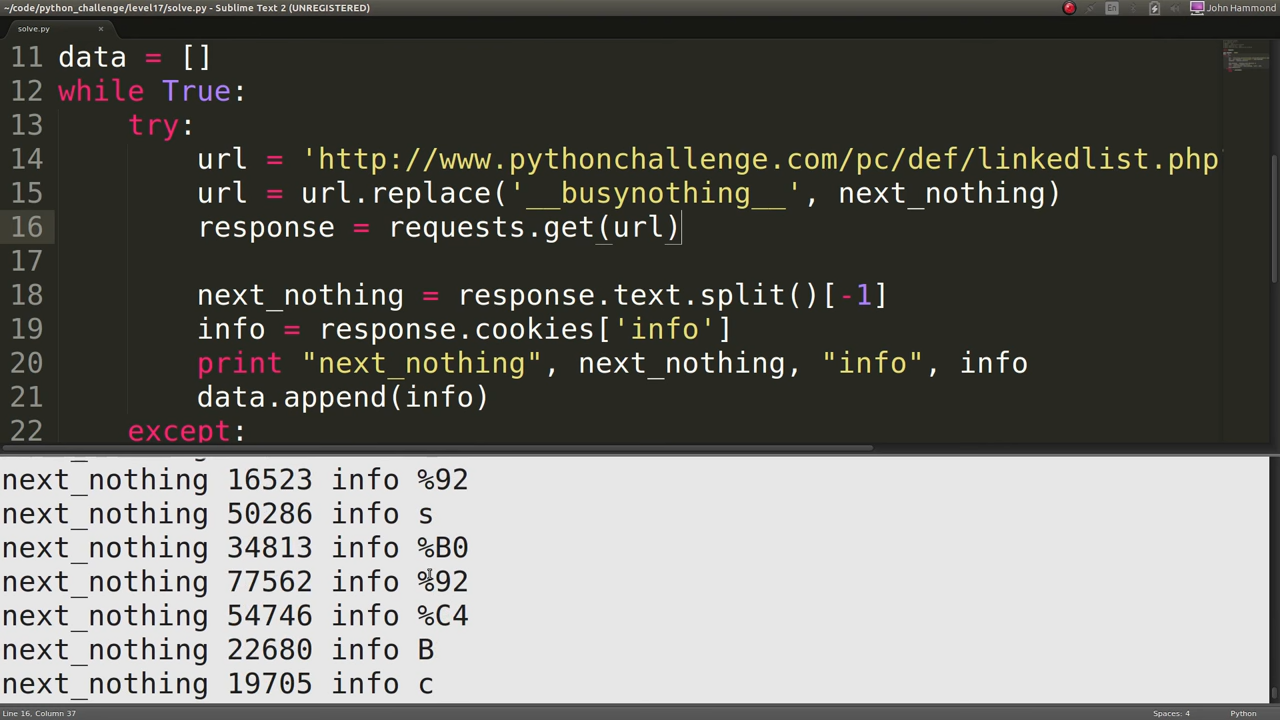 ~/code/python_challenge/level17/solve.py - Sublime Text 2 (UNREGISTERED)
En
John Hammond
solve.py ×
11 data = []
12 while True:
13 try:
14 url = 'http://www.pythonchallenge.com/pc/def/linkedlist.php
15 url = url.replace('__busynothing__', next_nothing)
16 response = requests.get(url)
17
18 next_nothing = response.text.split()[-1]
19 info = response.cookies['info']
20 print "next_nothing", next_nothing, "info", info
21 data.append(info)
22 except:
next_nothing 16523 info %92
next_nothing 50286 info s
next_nothing 34813 info %B0
next_nothing 77562 info %92
next_nothing 54746 info %C4
next_nothing 22680 info B
next_nothing 19705 info c
Line 16, Column 37
Spaces: 4
Python